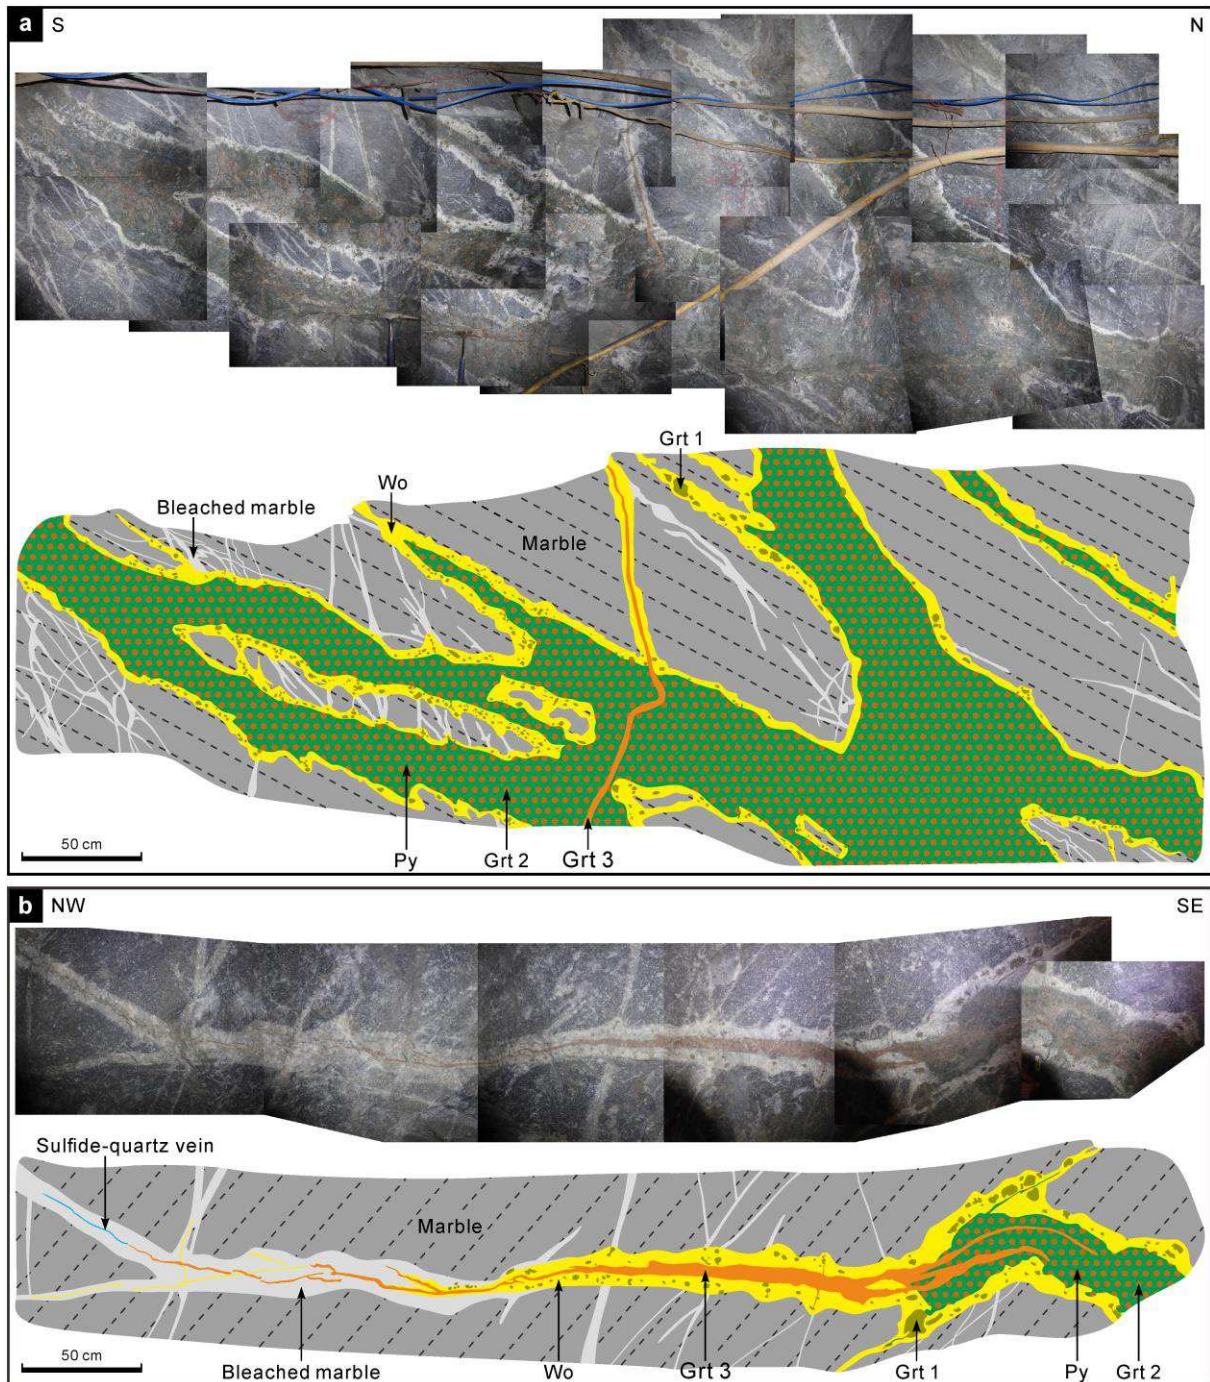 a S N
Grt 1
Wo
Bleached marble
Marble
50 cm
Py Grt 2 Grt 3
b NW SE
Sulfide-quartz vein
Marble
50 cm
Bleached marble Wo Grt 3 Grt 1 Py Grt 2